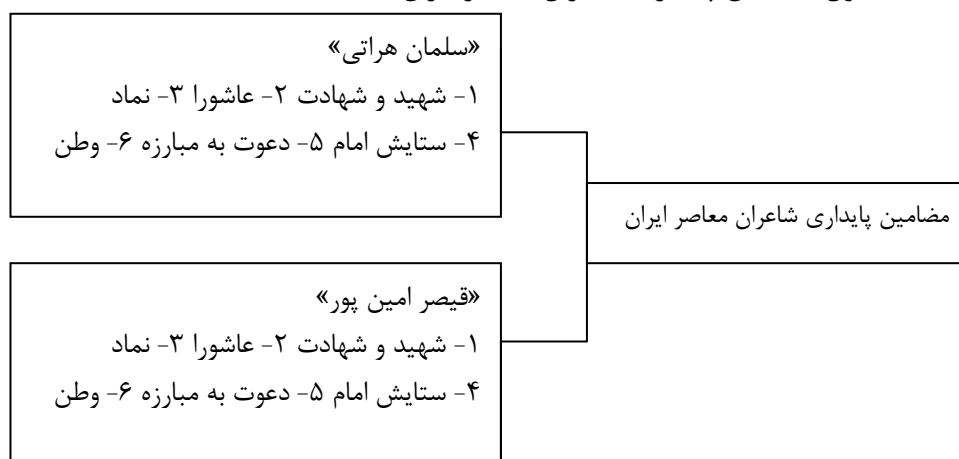 «سلمان هراتی»
۱- شهید و شهادت ۲- عاشورا ۳- نماد
۴- ستایش امام ۵- دعوت به مبارزه ۶- وطن
مضامین پایداری شاعران معاصر ایران
«قیصر امین پور»
۱- شهید و شهادت ۲- عاشورا ۳- نماد
۴- ستایش امام ۵- دعوت به مبارزه ۶- وطن